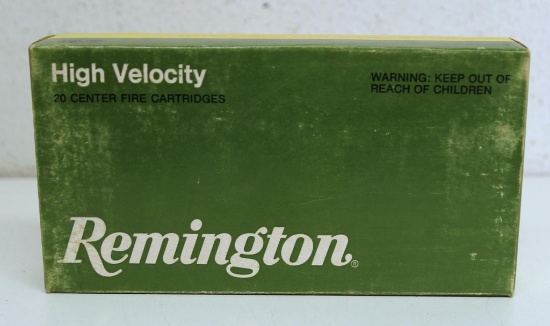 High Velocity
20 CENTER FIRE CARTRIDGES
WARNING: KEEP OUT OF
REACH OF CHILDREN
Remington®